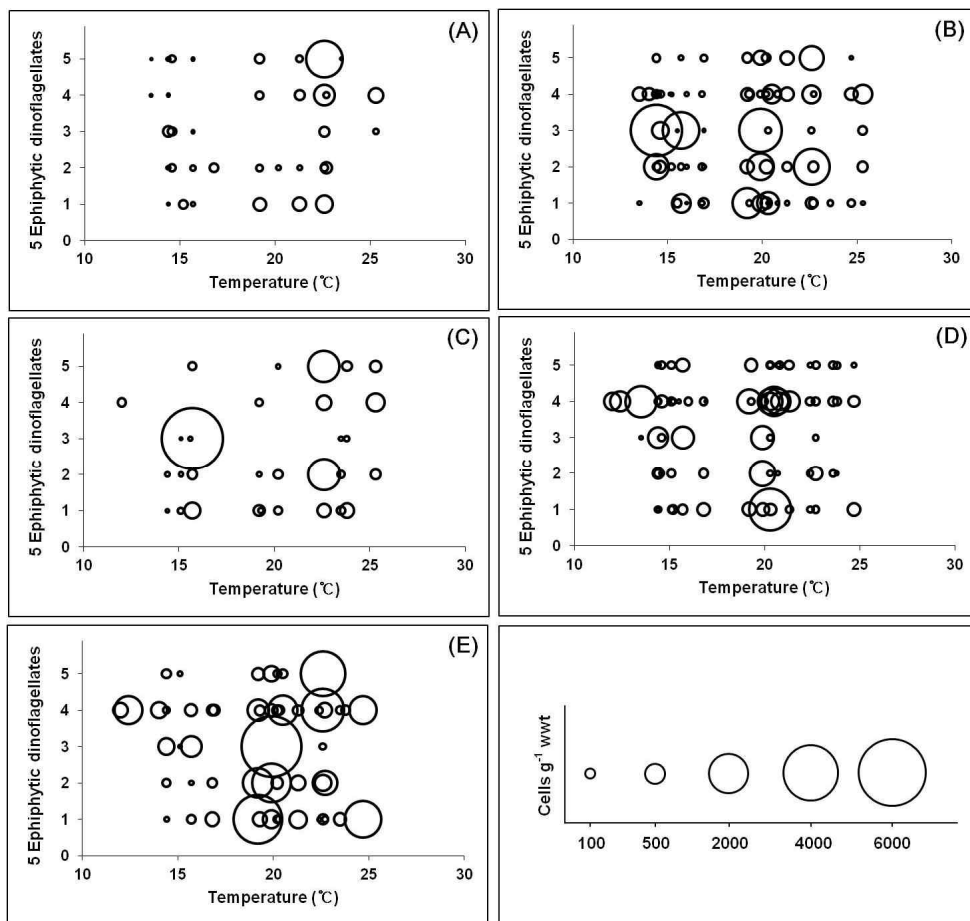 (A)
5 Ephiphytic dinoflagellates
5
4
3
2
1
0
10 15 20 25 30
Temperature (℃)
(B)
5 Ephiphytic dinoflagellates
5
4
3
2
1
0
10 15 20 25 30
Temperature (℃)
(C)
5 Ephiphytic dinoflagellates
5
4
3
2
1
0
10 15 20 25 30
Temperature (℃)
(D)
5 Ephiphytic dinoflagellates
5
4
3
2
1
0
10 15 20 25 30
Temperature (℃)
(E)
5 Ephiphytic dinoflagellates
5
4
3
2
1
0
10 15 20 25 30
Temperature (℃)
Cells g⁻¹ wwt
100 500 2000 4000 6000